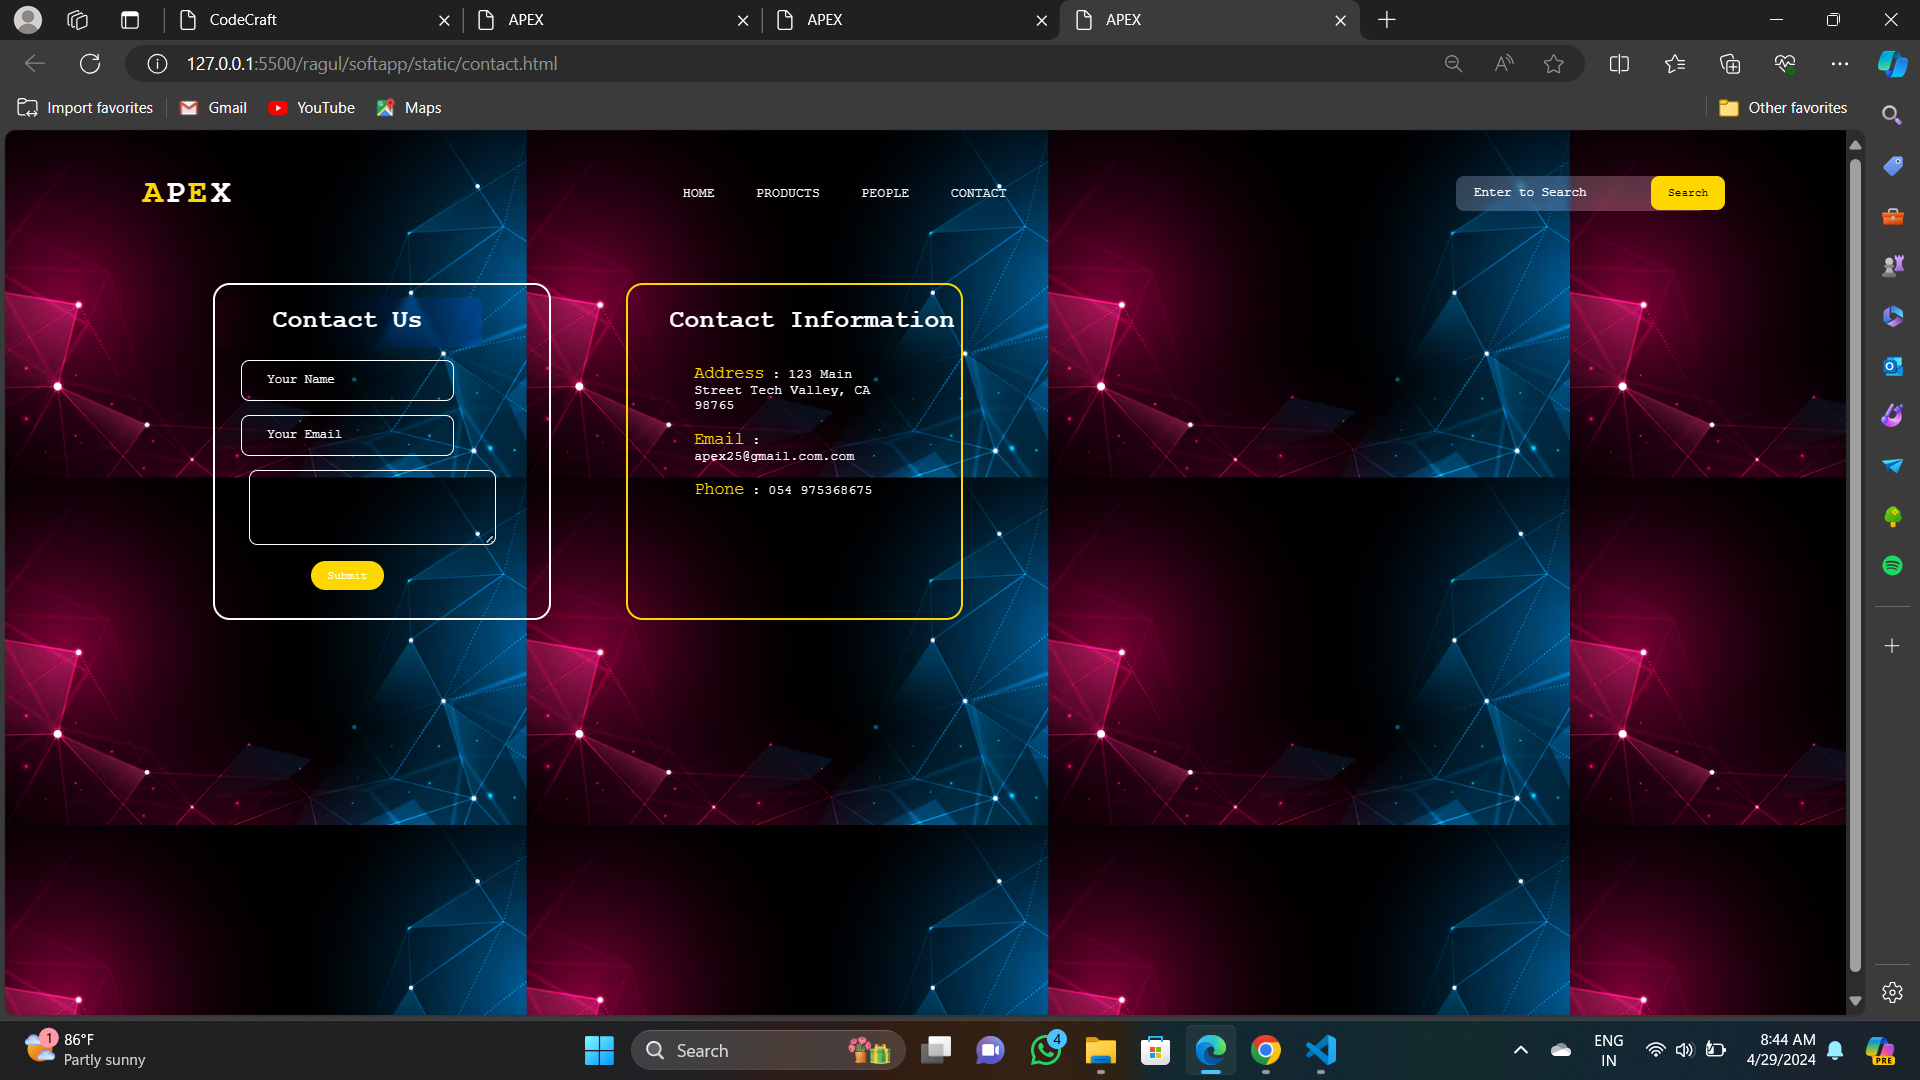 CodeCraft
APEX
APEX
APEX
127.0.0.1:5500/ragul/softapp/static/contact.html
Import favorites
Gmail
YouTube
Maps
Other favorites
APEX
HOME
PRODUCTS
PEOPLE
CONTACT
Enter to Search
Search
Contact Us
Your Name
Your Email
Submit
Contact Information
Address : 123 Main
Street Tech Valley, CA
98765
Email :
apex25@gmail.com.com
Phone : 054 975368675
1
86°F
Partly sunny
Search
4
ENG
IN
8:44 AM
4/29/2024
PRE